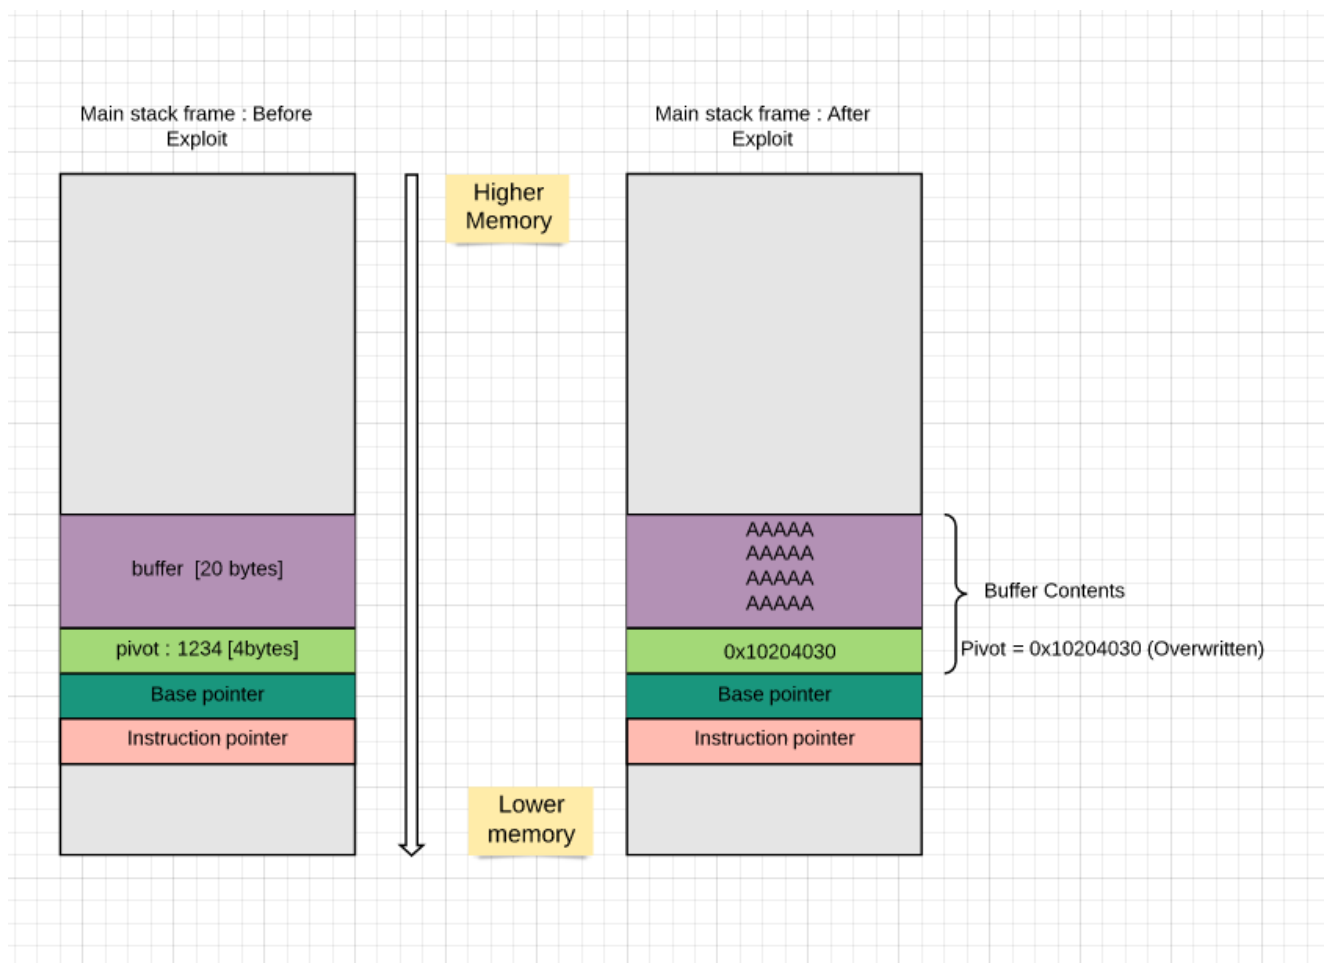 Main stack frame : Before
Exploit
Main stack frame : After
Exploit
Higher
Memory
buffer  [20 bytes]
AAAAA
AAAAA
AAAAA
AAAAA
Buffer Contents
pivot : 1234 [4bytes]
0x10204030
Pivot = 0x10204030 (Overwritten)
Base pointer
Base pointer
Instruction pointer
Instruction pointer
Lower
memory